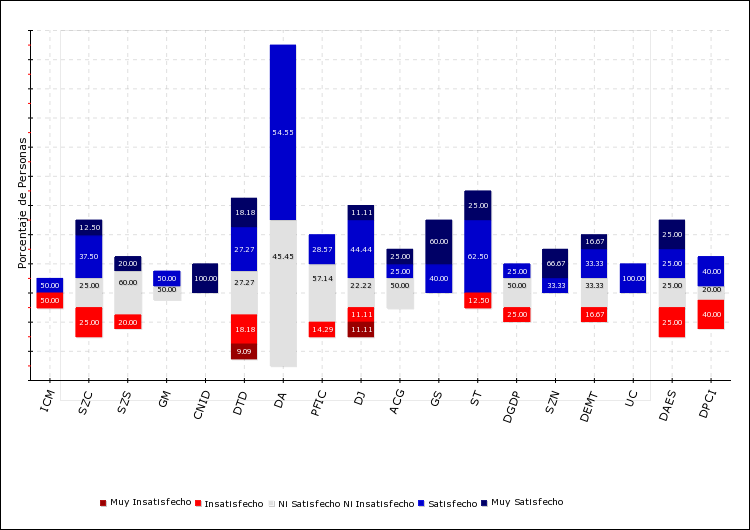 Porcentaje de Personas
50.00
50.00
12.50
37.50
25.00
25.00
20.00
60.00
20.00
50.00
50.00
100.00
18.18
27.27
27.27
18.18
9.09
54.55
45.45
28.57
57.14
14.29
11.11
44.44
22.22
11.11
11.11
25.00
25.00
50.00
60.00
40.00
25.00
62.50
12.50
25.00
50.00
25.00
66.67
33.33
16.67
33.33
33.33
16.67
100.00
25.00
25.00
25.00
25.00
40.00
20.00
40.00
ICM
SZC
SZS
GM
CNID
DTD
DA
PFIC
DJ
ACG
GS
ST
DGDP
SZN
DEMT
UC
DAES
DPCI
Muy Insatisfecho
Insatisfecho
Ni Satisfecho Ni Insatisfecho
Satisfecho
Muy Satisfecho